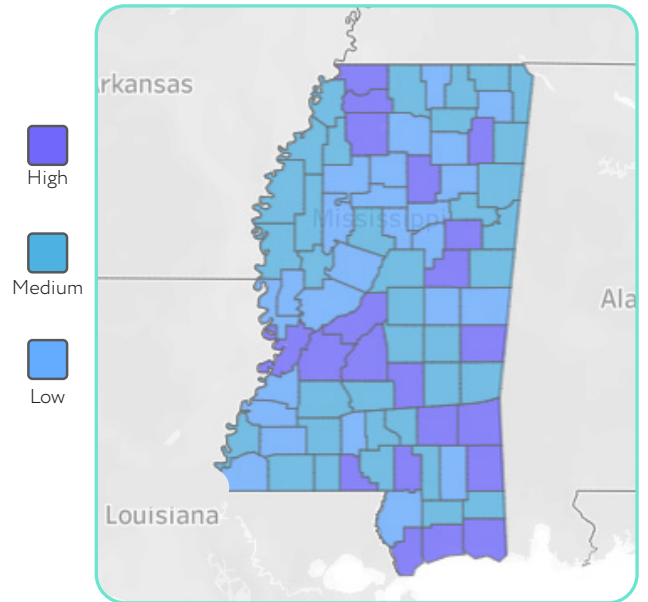 rkansas
High
Mississippi
Medium
Ala
Low
Louisiana